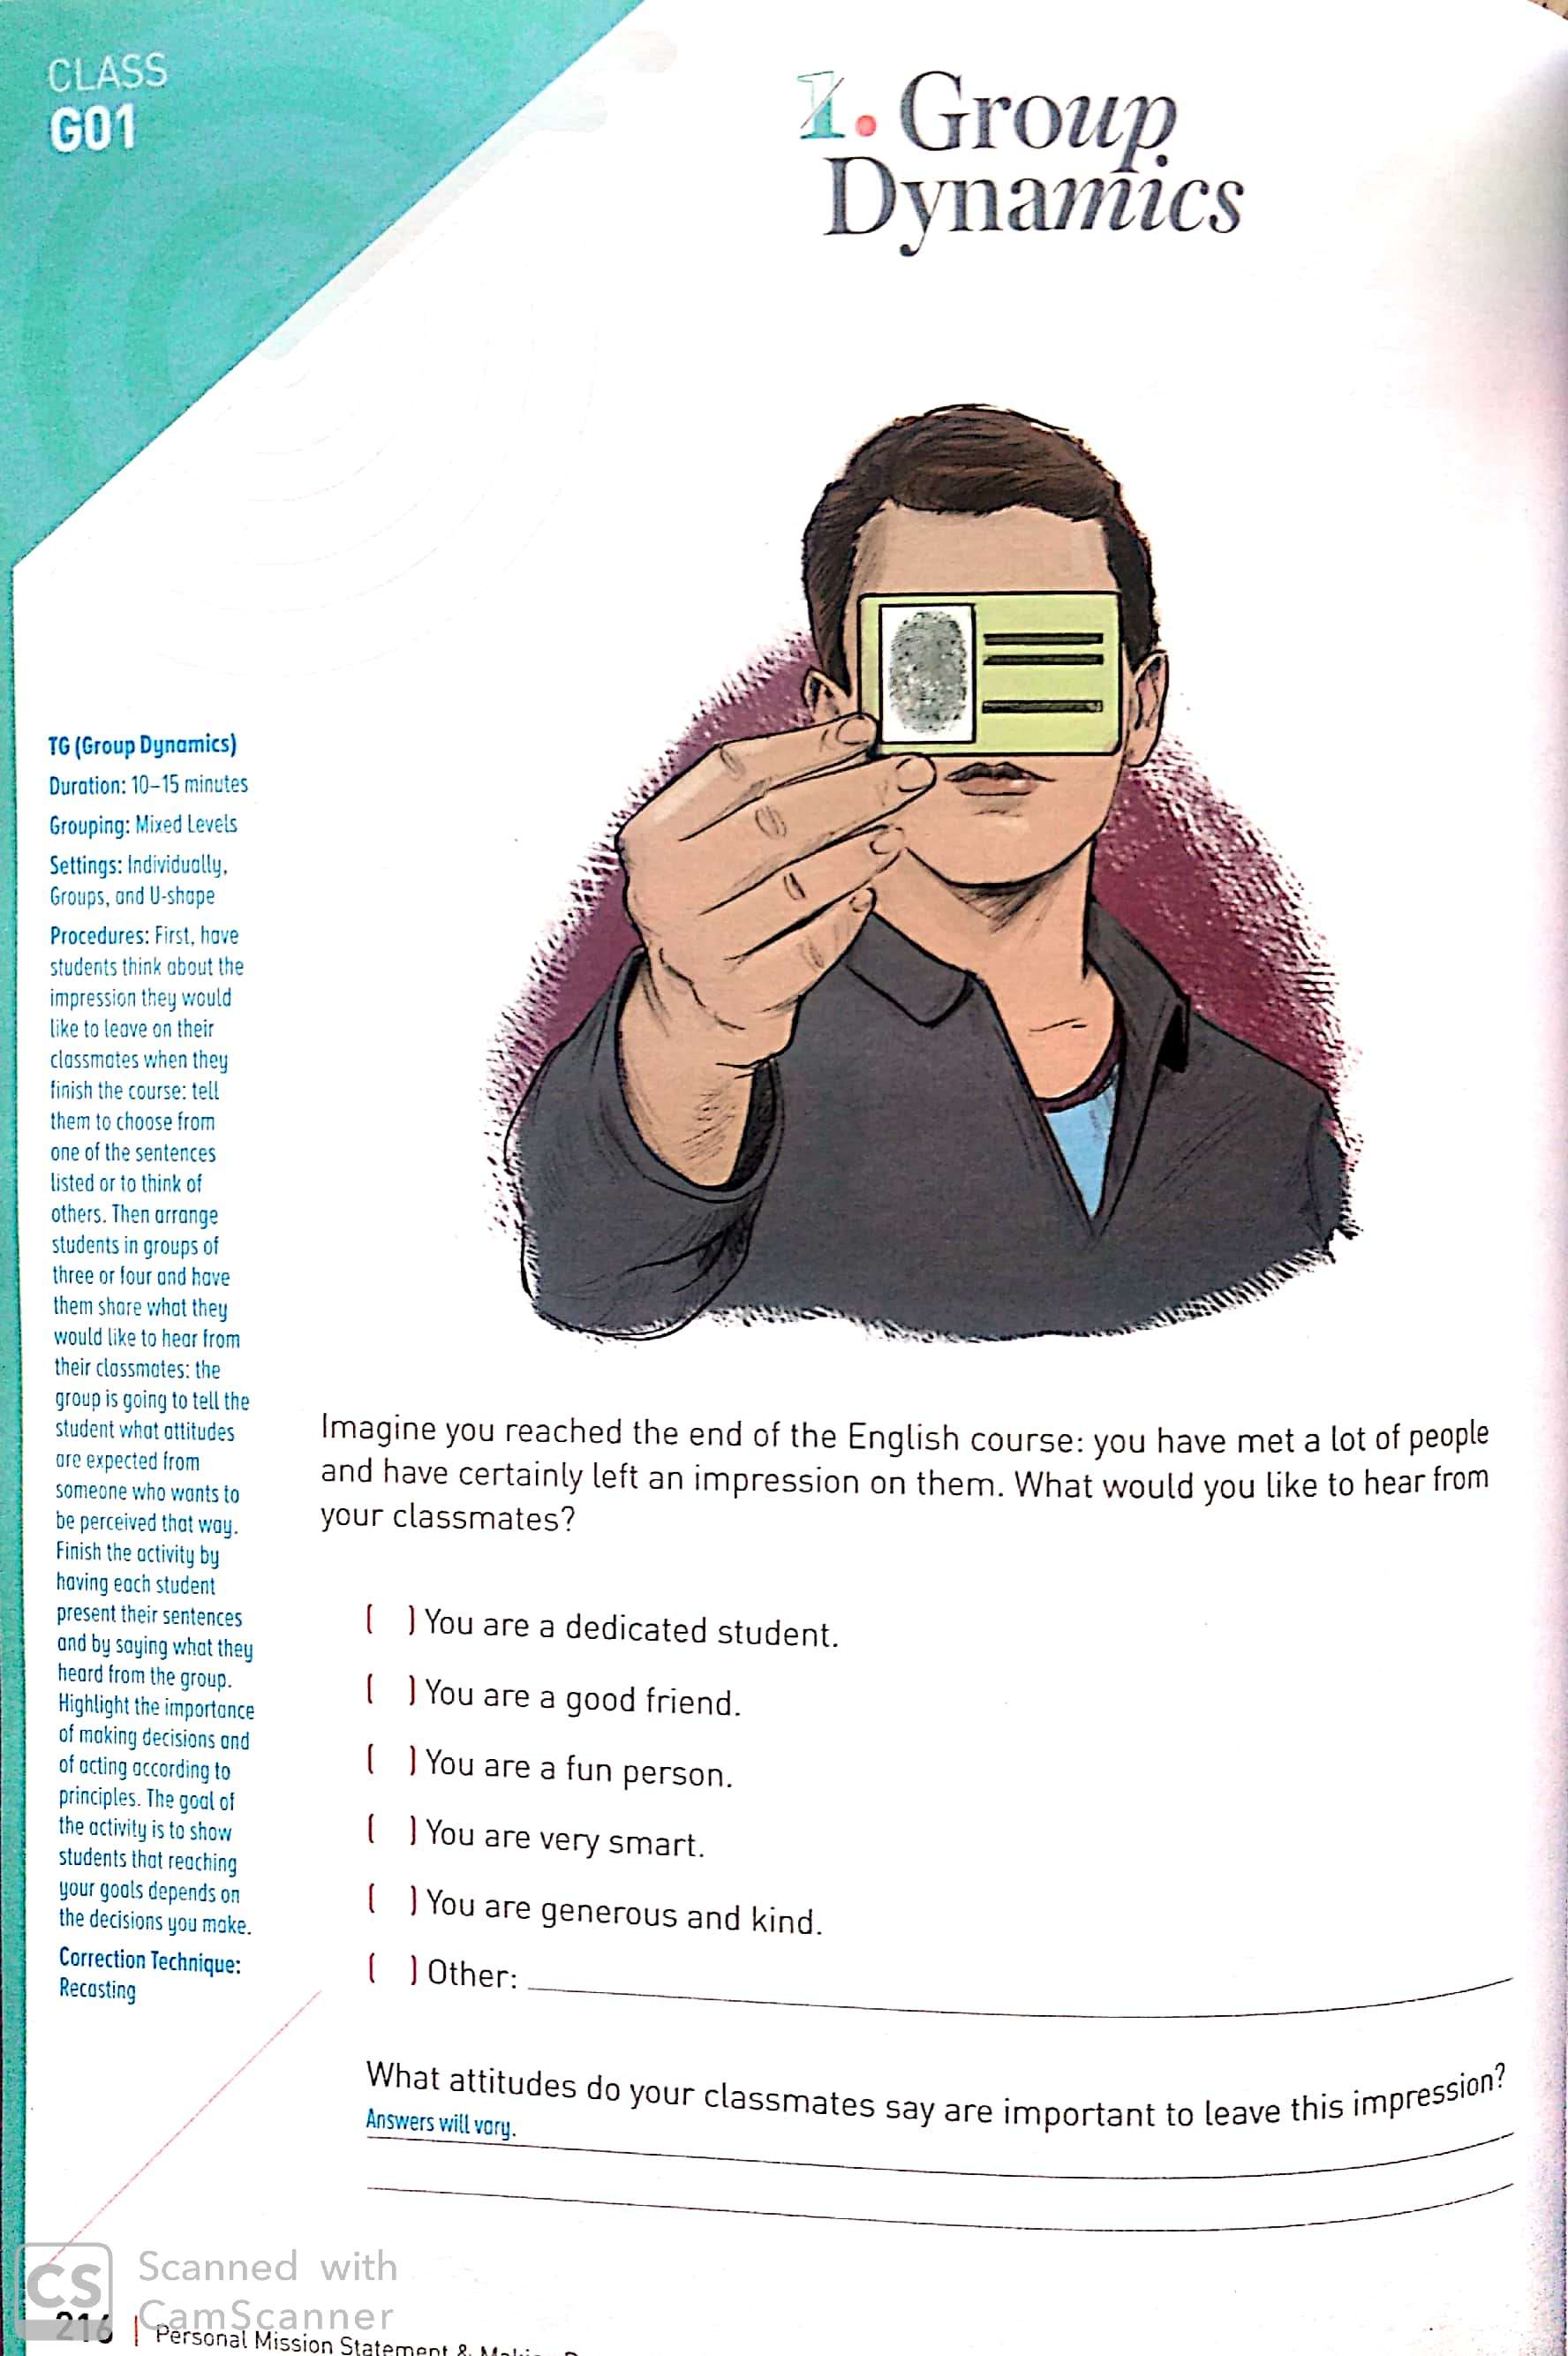 CLASS
G01
1. Group
Dynamics
TG (Group Dynamics)
Duration: 10–15 minutes
Grouping: Mixed Levels
Settings: Individually,
Groups, and U-shape
Procedures: First, have
students think about the
impression they would
like to leave on their
classmates when they
finish the course: tell
them to choose from
one of the sentences
listed or to think of
others. Then arrange
students in groups of
three or four and have
them share what they
would like to hear from
their classmates: the
group is going to tell the
student what attitudes
are expected from
someone who wants to
be perceived that way.
Finish the activity by
having each student
present their sentences
and by saying what they
heard from the group.
Highlight the importance
of making decisions and
of acting according to
principles. The goal of
the activity is to show
students that reaching
your goals depends on
the decisions you make.
Correction Technique:
Recasting
Imagine you reached the end of the English course: you have met a lot of people
and have certainly left an impression on them. What would you like to hear from
your classmates?
( ) You are a dedicated student.
( ) You are a good friend.
( ) You are a fun person.
( ) You are very smart.
( ) You are generous and kind.
( ) Other:
What attitudes do your classmates say are important to leave this impression?
Answers will vary.
CS Scanned with
CamScanner
216 | Personal Mission Statement &